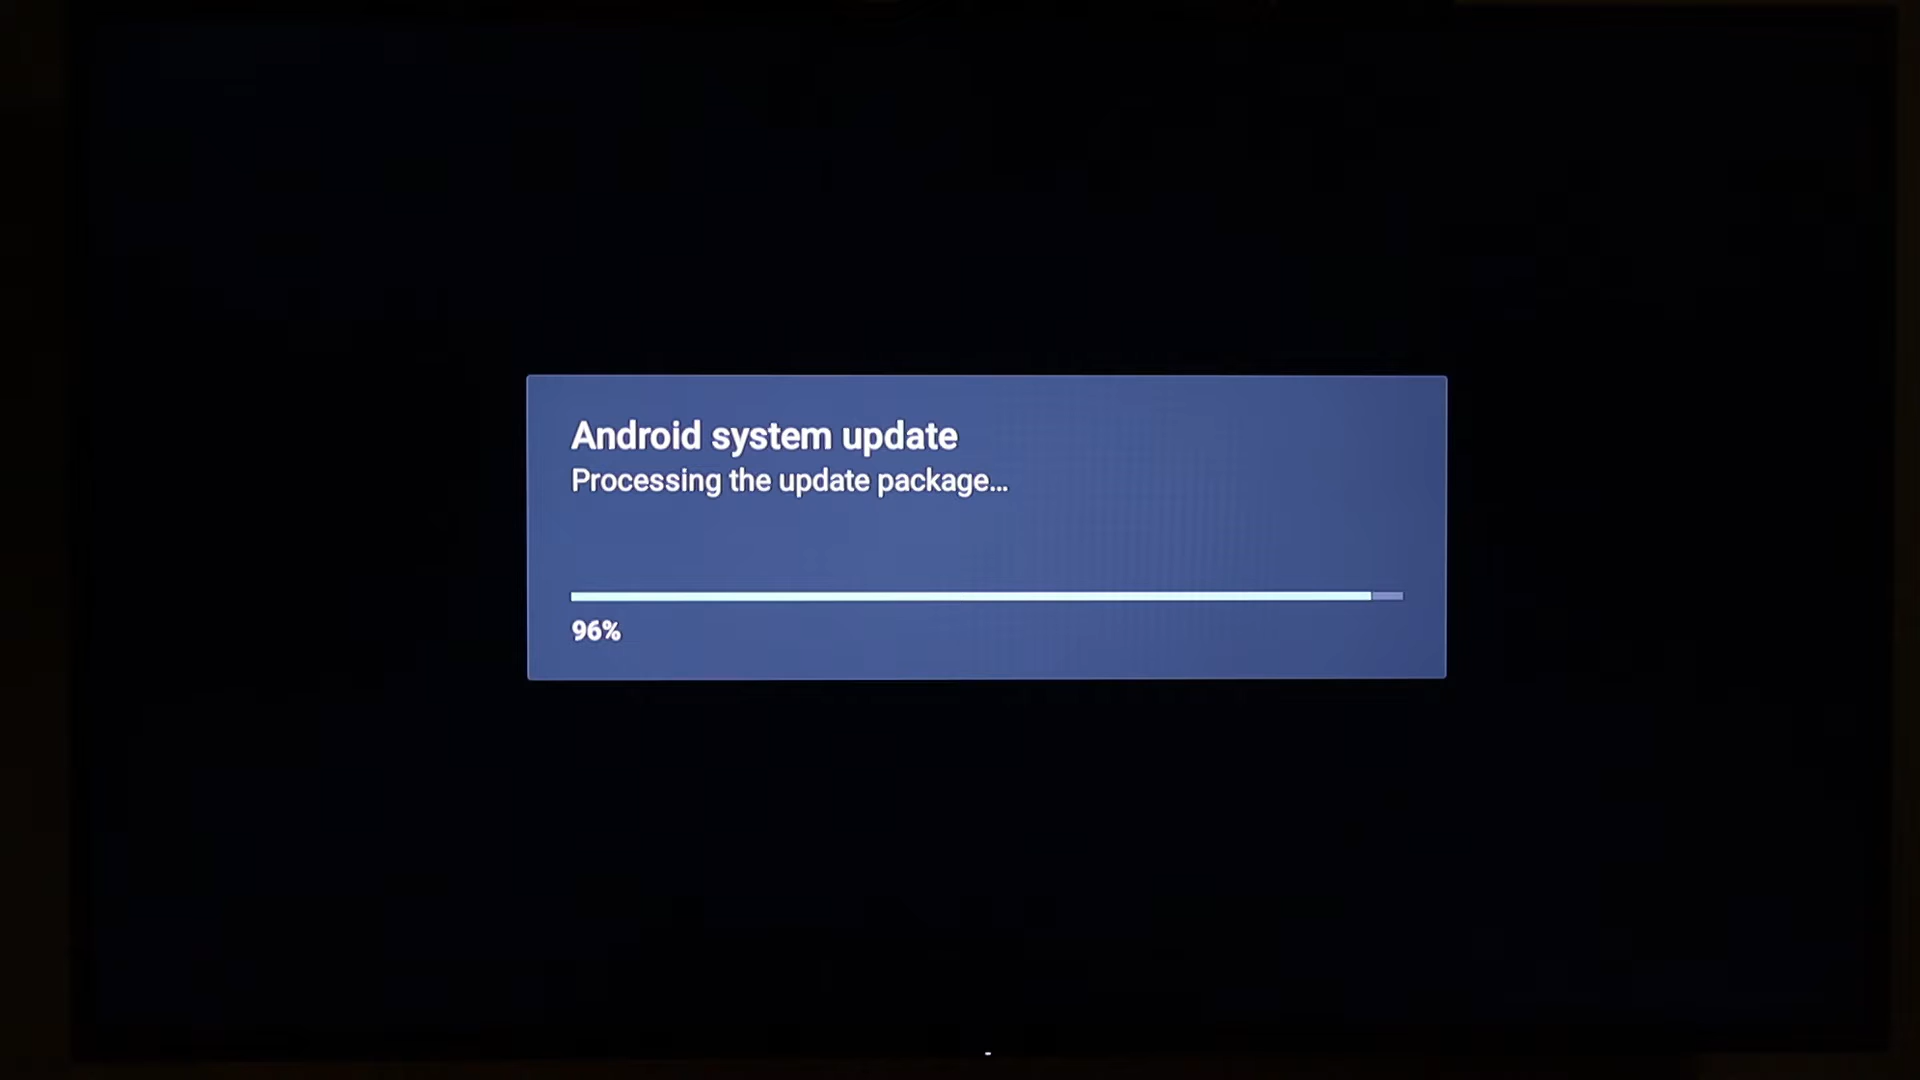 Android system update
Processing the update package...
96%